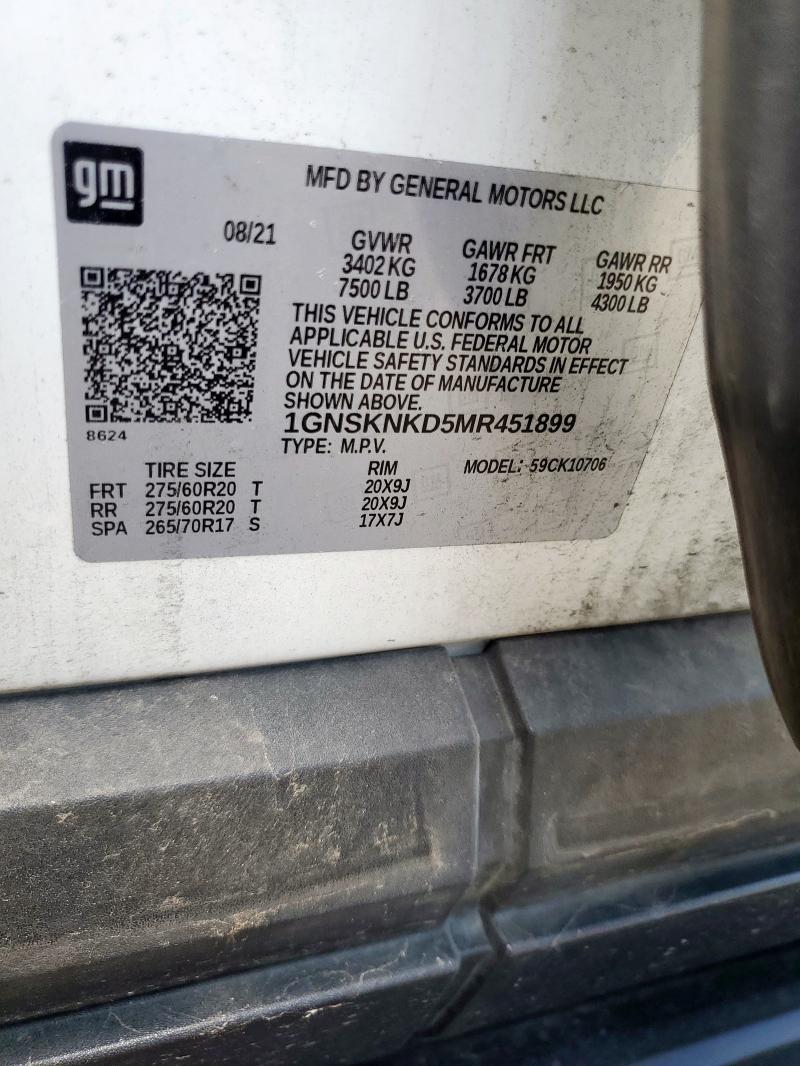 gm
MFD BY GENERAL MOTORS LLC
08/21
GVWR GAWR FRT GAWR RR
3402 KG 1678 KG 1950 KG
7500 LB 3700 LB 4300 LB
THIS VEHICLE CONFORMS TO ALL
APPLICABLE U.S. FEDERAL MOTOR
VEHICLE SAFETY STANDARDS IN EFFECT
ON THE DATE OF MANUFACTURE
SHOWN ABOVE.
1GNSKNKD5MR451899
8624
TYPE: M.P.V.
TIRE SIZE RIM MODEL: 59CK10706
FRT 275/60R20 T 20X9J
RR 275/60R20 T 20X9J
SPA 265/70R17 S 17X7J